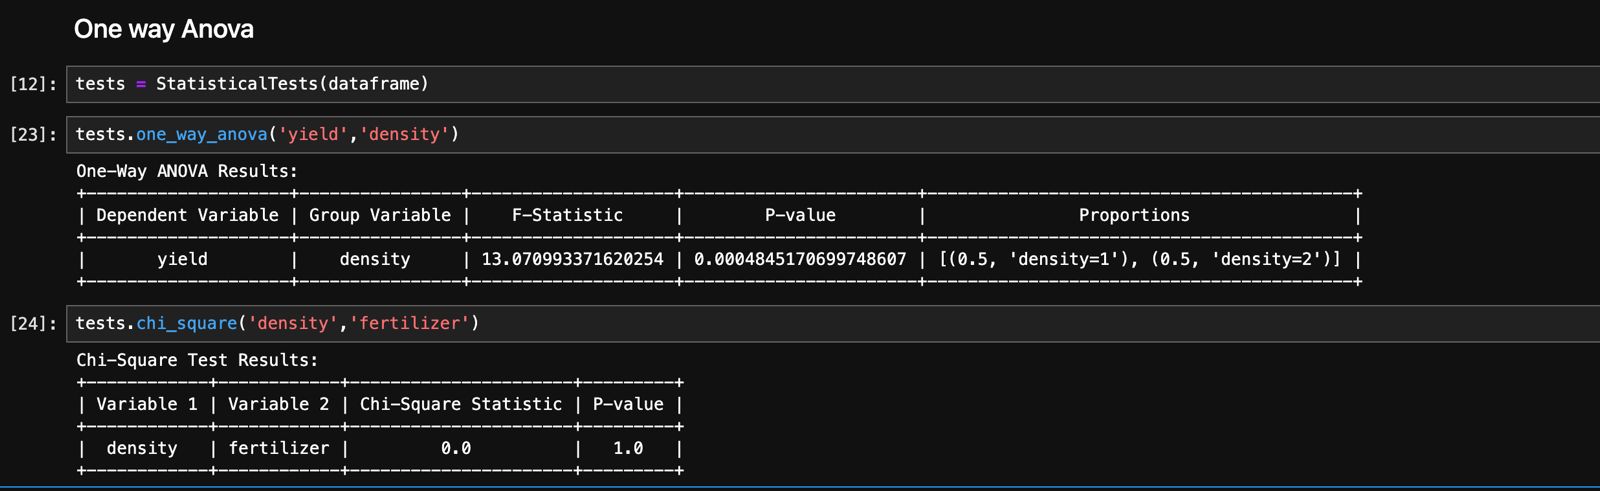 One way Anova
[12]: tests = StatisticalTests(dataframe)
[23]: tests.one_way_anova('yield','density')
One-Way ANOVA Results:
+--------------------+----------------+--------------------+-----------------------+------------------------------------------+
| Dependent Variable | Group Variable |    F-Statistic     |        P-value        |               Proportions                |
+--------------------+----------------+--------------------+-----------------------+------------------------------------------+
|       yield        |    density     | 13.070993371620254 | 0.0004845170699748607 | [(0.5, 'density=1'), (0.5, 'density=2')] |
+--------------------+----------------+--------------------+-----------------------+------------------------------------------+
[24]: tests.chi_square('density','fertilizer')
Chi-Square Test Results:
+------------+------------+----------------------+---------+
| Variable 1 | Variable 2 | Chi-Square Statistic | P-value |
+------------+------------+----------------------+---------+
|  density   | fertilizer |         0.0          |   1.0   |
+------------+------------+----------------------+---------+